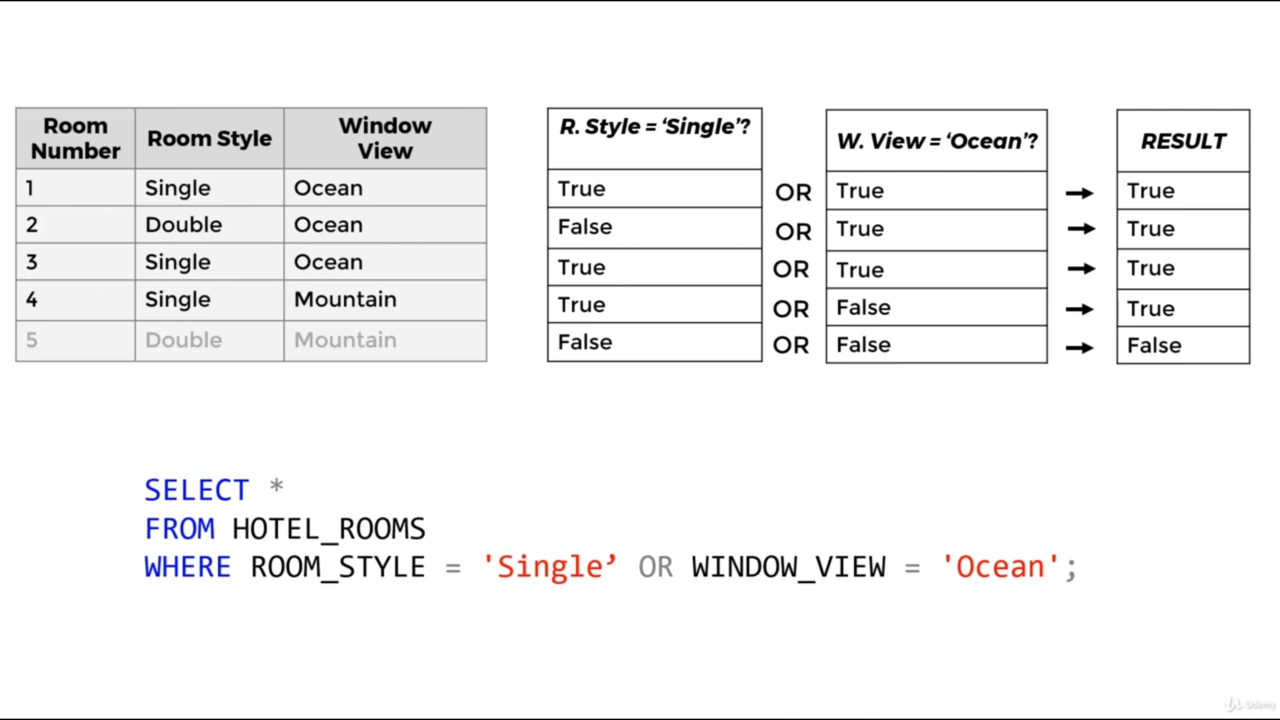 Room Number Room Style Window View
1 Single Ocean
2 Double Ocean
3 Single Ocean
4 Single Mountain
5 Double Mountain
R. Style = ‘Single’? W. View = ‘Ocean’? RESULT
True OR True → True
False OR True → True
True OR True → True
True OR False → True
False OR False → False
SELECT *
FROM HOTEL_ROOMS
WHERE ROOM_STYLE = 'Single’ OR WINDOW_VIEW = 'Ocean';
Udemy